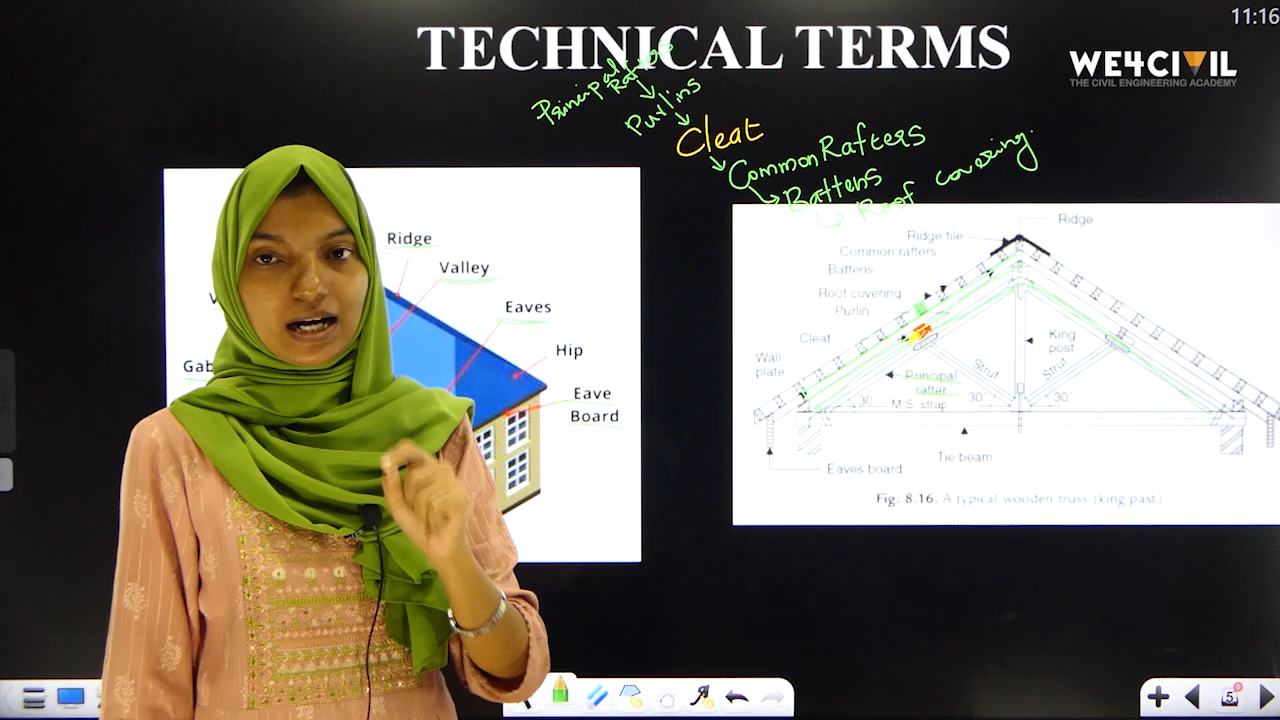 TECHNICAL TERMS
11:16
WE4CIVIL
THE CIVIL ENGINEERING ACADEMY
Principal Rafters
Purlins
Cleat
Common Rafters
Battens
Roof covering
Ridge
Valley
Eaves
Hip
Eave
Board
Gab
Ridge
Ridge tile
Common rafters
Battens
Roof covering
Purlin
Cleat
Wall
plate
King
post
Strut
Strut
Principal
rafter
30°
M.S. strap
30°
30°
Tie beam
Eaves board
Fig. 8.16. A typical wooden truss (king past)
5